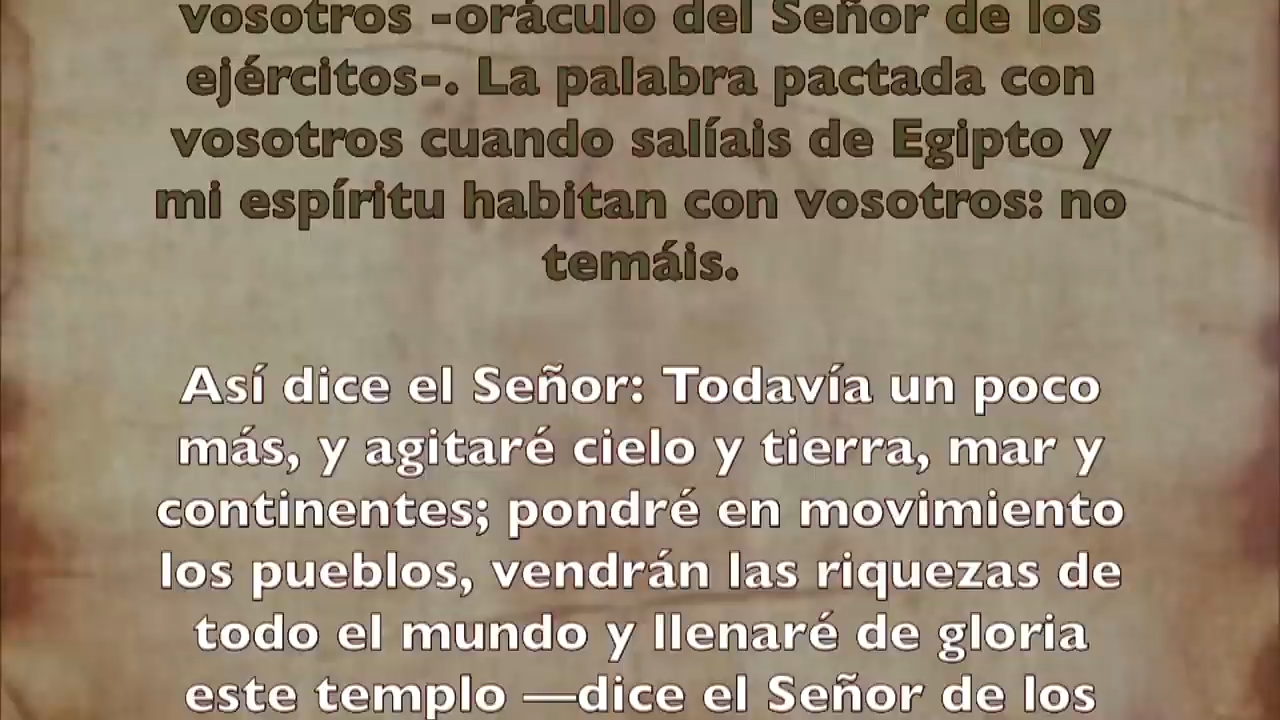 vosotros -oráculo del Señor de los
ejércitos-. La palabra pactada con
vosotros cuando salíais de Egipto y
mi espíritu habitan con vosotros: no
temáis.
Así dice el Señor: Todavía un poco
más, y agitaré cielo y tierra, mar y
continentes; pondré en movimiento
los pueblos, vendrán las riquezas de
todo el mundo y llenaré de gloria
este templo —dice el Señor de los